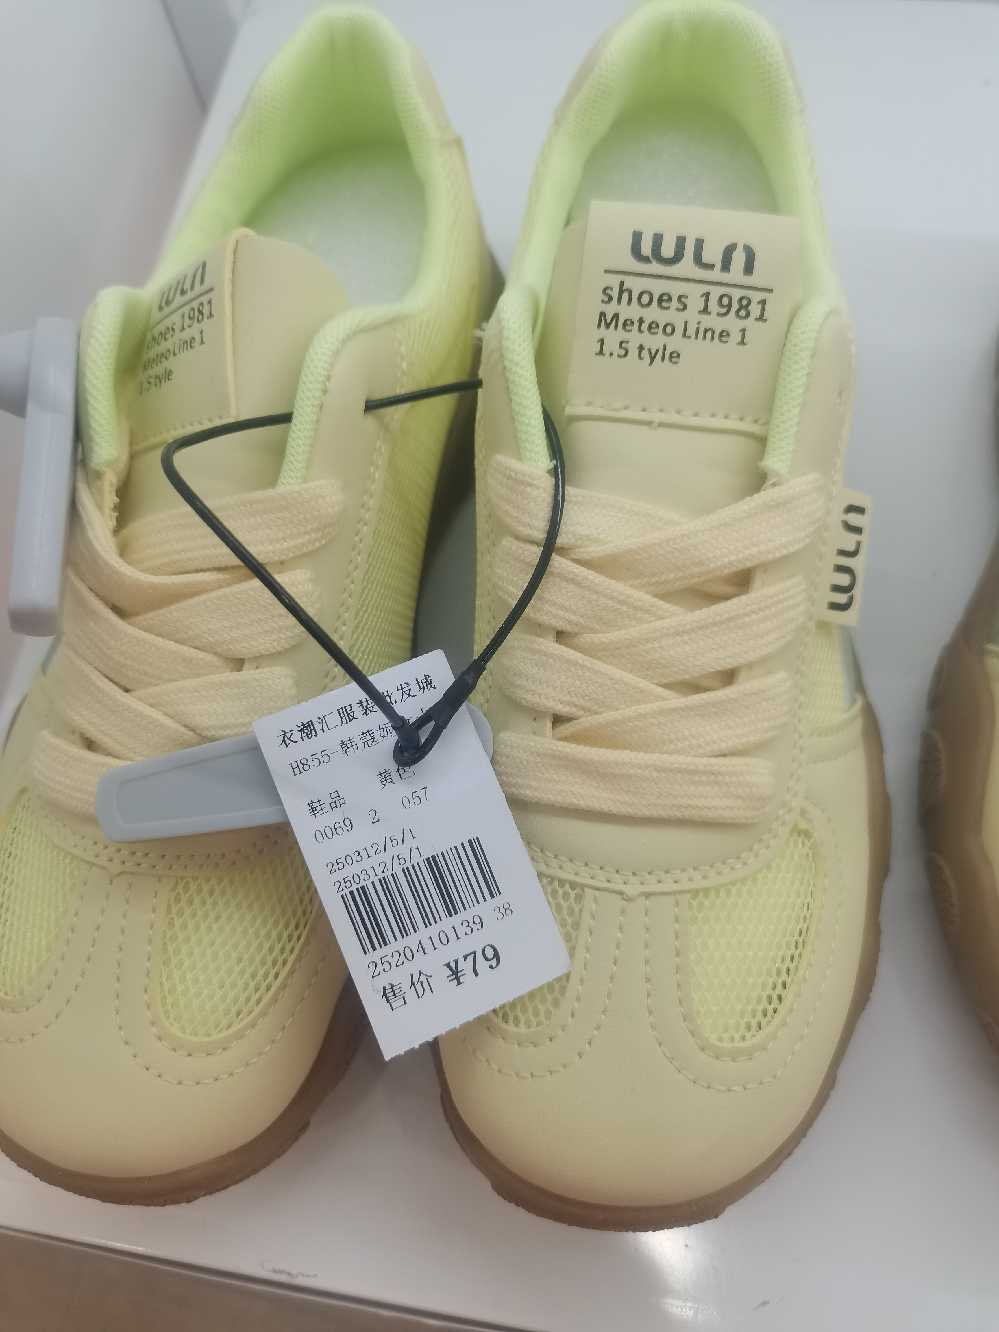 WLN
shoes 1981
Meteo Line 1
1.5 tyle
WLN
shoes 1981
Meteo Line 1
1.5 tyle
WLN
衣潮汇服装批发城
H855-韩蔻
鞋品 黄色
0069 2 057
250312/5/1
250312/5/1
2520410139 38
售价 ¥79